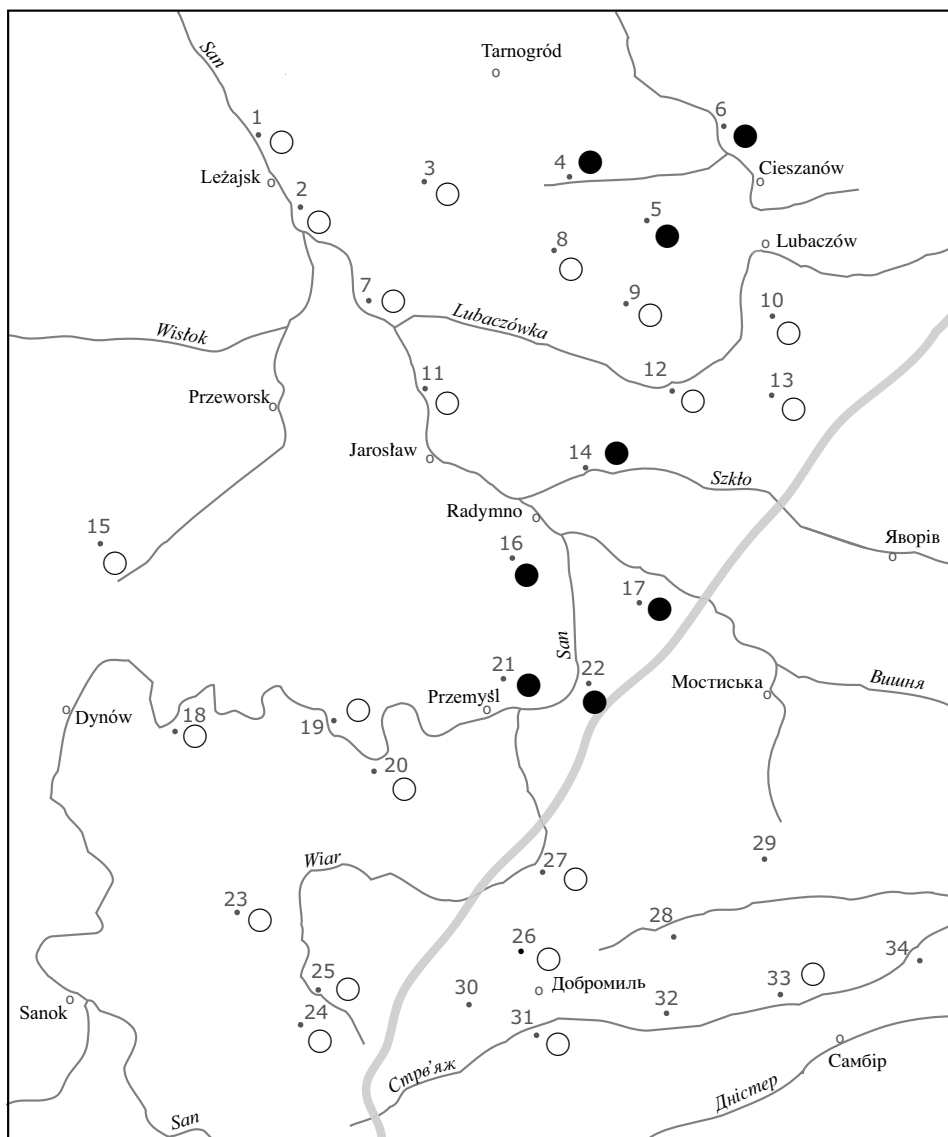 San
Tarnogród
1
6
3
4
Leżajsk
Cieszanów
2
5
8
Lubaczów
7
9
10
Lubaczówka
Wisłok
11
12
13
Przeworsk
Jarosław
14
Szkło
Radymno
15
16
Яворів
17
San
21
22
Przemyśl
Мостиська
Вишня
Dynów
18
19
20
29
Wiar
27
23
28
26
34
25
33
Добромиль
Sanok
30
32
24
31
Самбір
Стрв'яж
Дністер
San